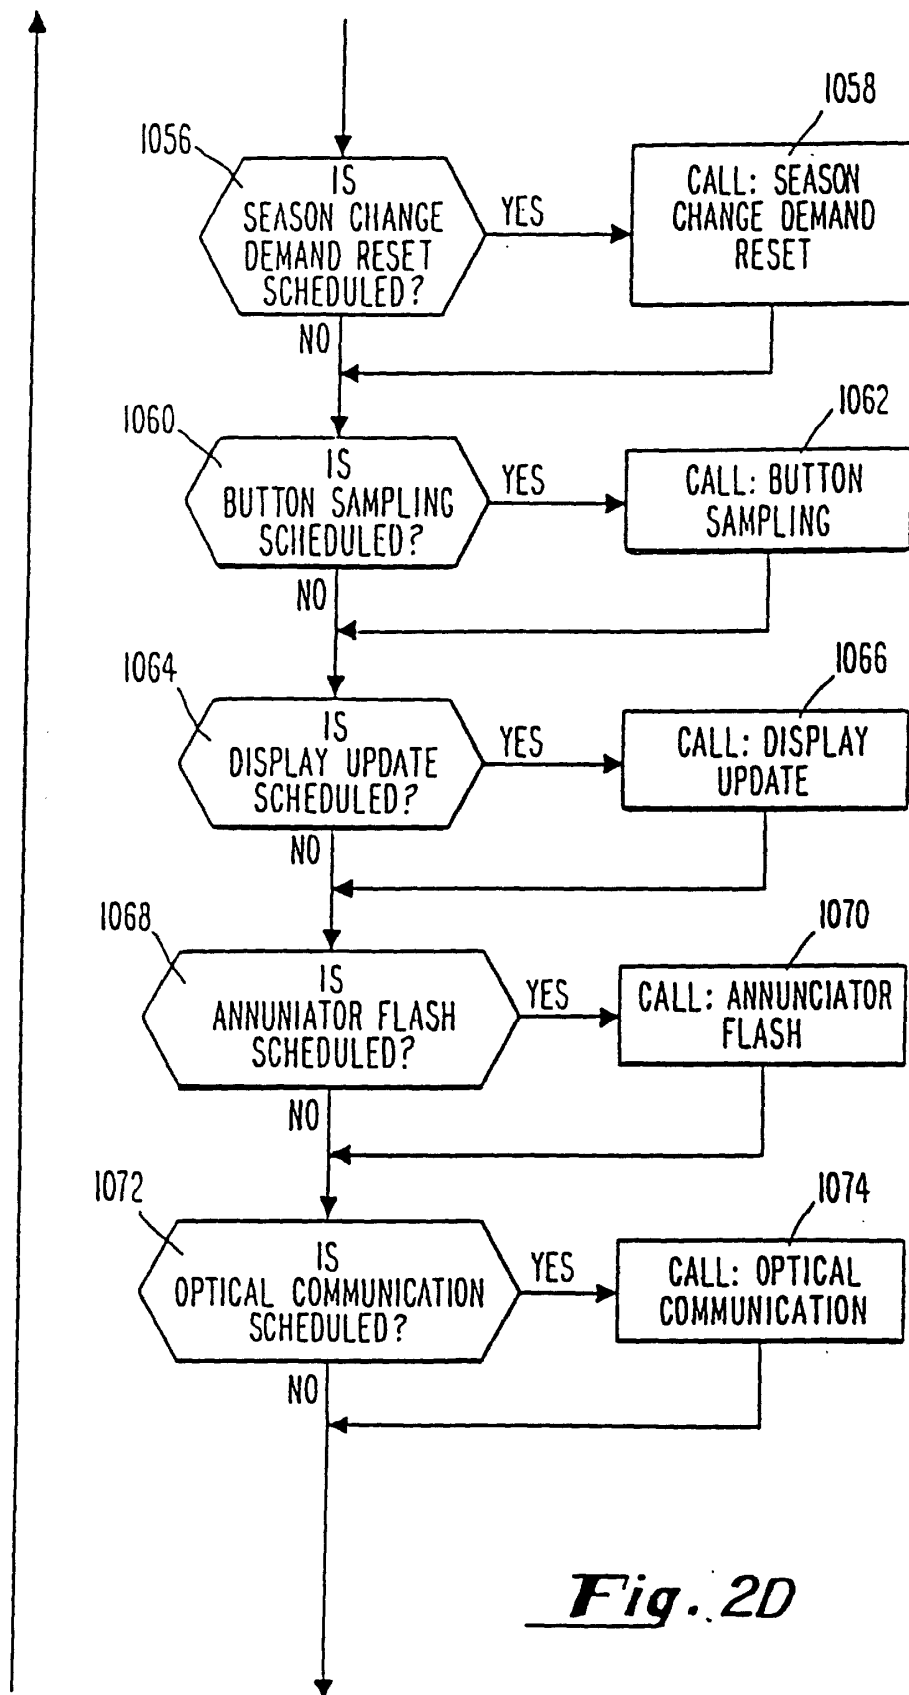 1056
IS
SEASON CHANGE
DEMAND RESET
SCHEDULED?
YES
NO
1058
CALL: SEASON
CHANGE DEMAND
RESET
1060
IS
BUTTON SAMPLING
SCHEDULED?
YES
NO
1062
CALL: BUTTON
SAMPLING
1064
IS
DISPLAY UPDATE
SCHEDULED?
YES
NO
1066
CALL: DISPLAY
UPDATE
1068
IS
ANNUNIATOR FLASH
SCHEDULED?
YES
NO
1070
CALL: ANNUNCIATOR
FLASH
1072
IS
OPTICAL COMMUNICATION
SCHEDULED?
YES
NO
1074
CALL: OPTICAL
COMMUNICATION
Fig. 2D